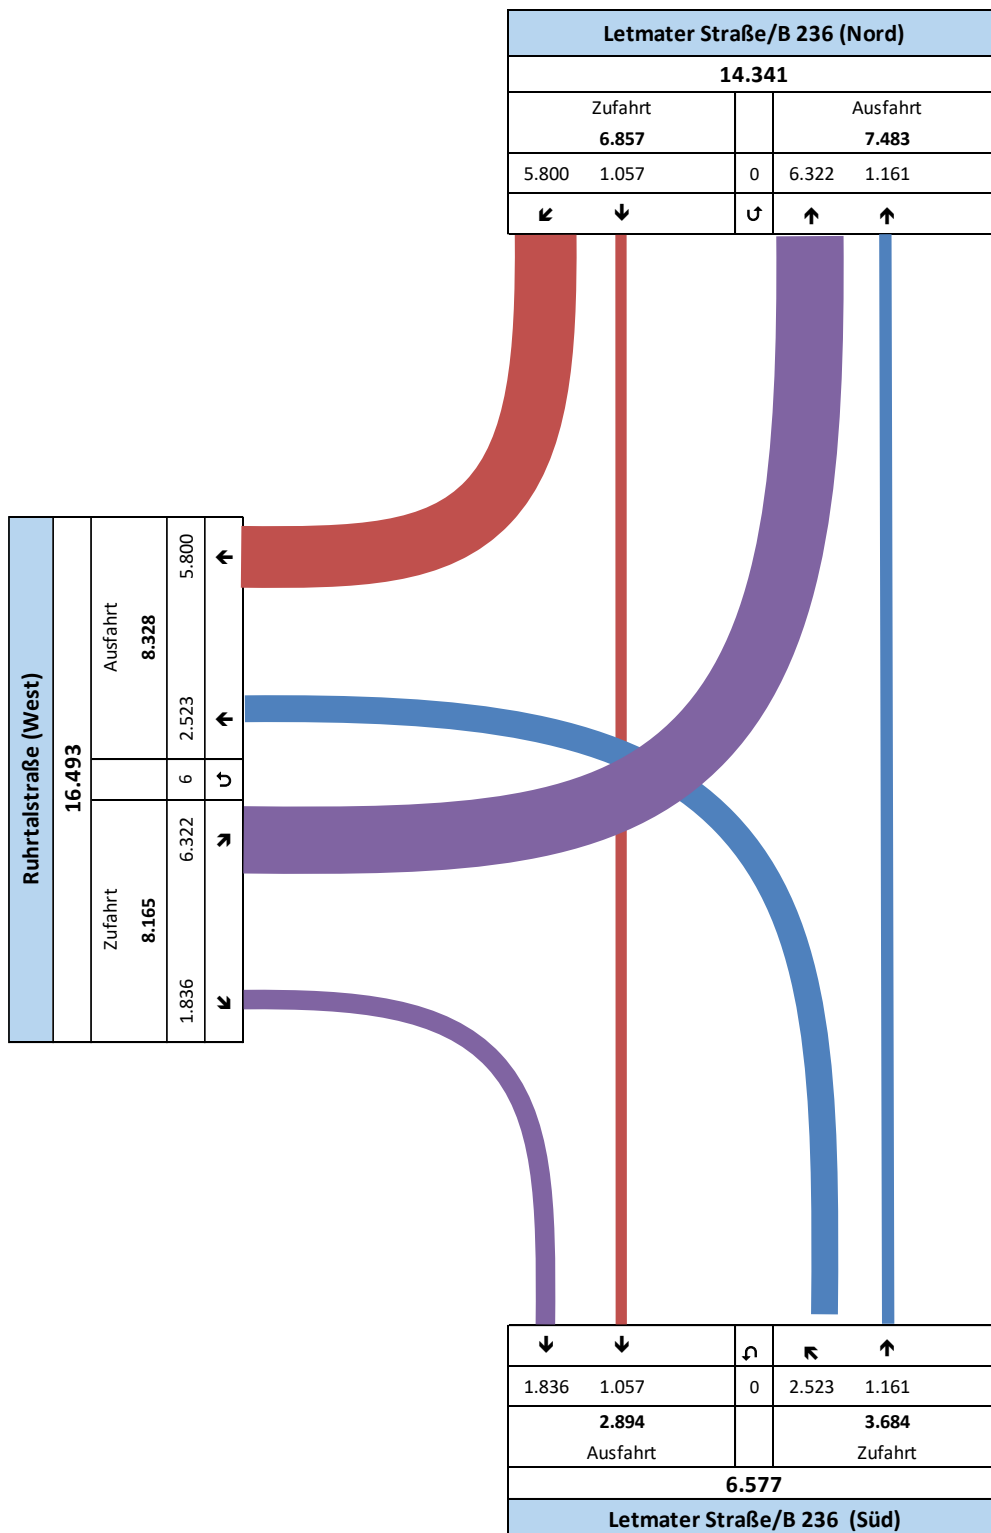 Letmater Straße/B 236 (Nord)
14.341
Zufahrt Ausfahrt
6.857 7.483
5.800 1.057 0 6.322 1.161
Ruhrtalstraße (West)
16.493
Ausfahrt
8.328
Zufahrt
8.165
5.800
2.523
6
6.322
1.836
1.836 1.057 0 2.523 1.161
2.894 3.684
Ausfahrt Zufahrt
6.577
Letmater Straße/B 236 (Süd)